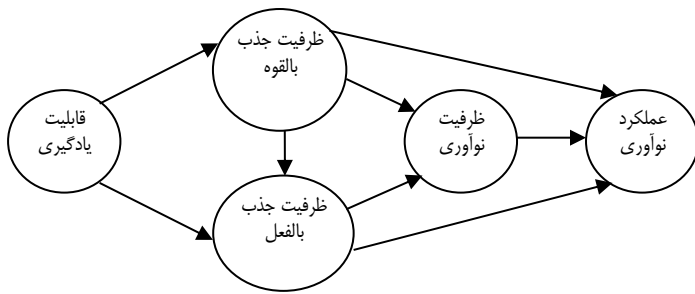 ظرفیت جذب
بالقوه
قابلیت
یادگیری
ظرفیت
نوآوری
عملکرد
نوآوری
ظرفیت جذب
بالفعل